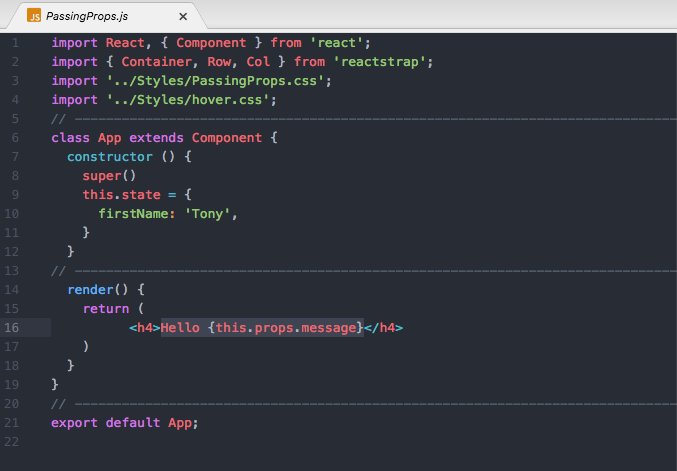 JS PassingProps.js ×
1 import React, { Component } from 'react';
2 import { Container, Row, Col } from 'reactstrap';
3 import '../Styles/PassingProps.css';
4 import '../Styles/hover.css';
5 // ------------------------------------------------------------------------------
6 class App extends Component {
7   constructor () {
8     super()
9     this.state = {
10       firstName: 'Tony',
11     }
12   }
13 // ------------------------------------------------------------------------------
14   render() {
15     return (
16           <h4>Hello {this.props.message}</h4>
17     )
18   }
19 }
20 // ------------------------------------------------------------------------------
21 export default App;
22